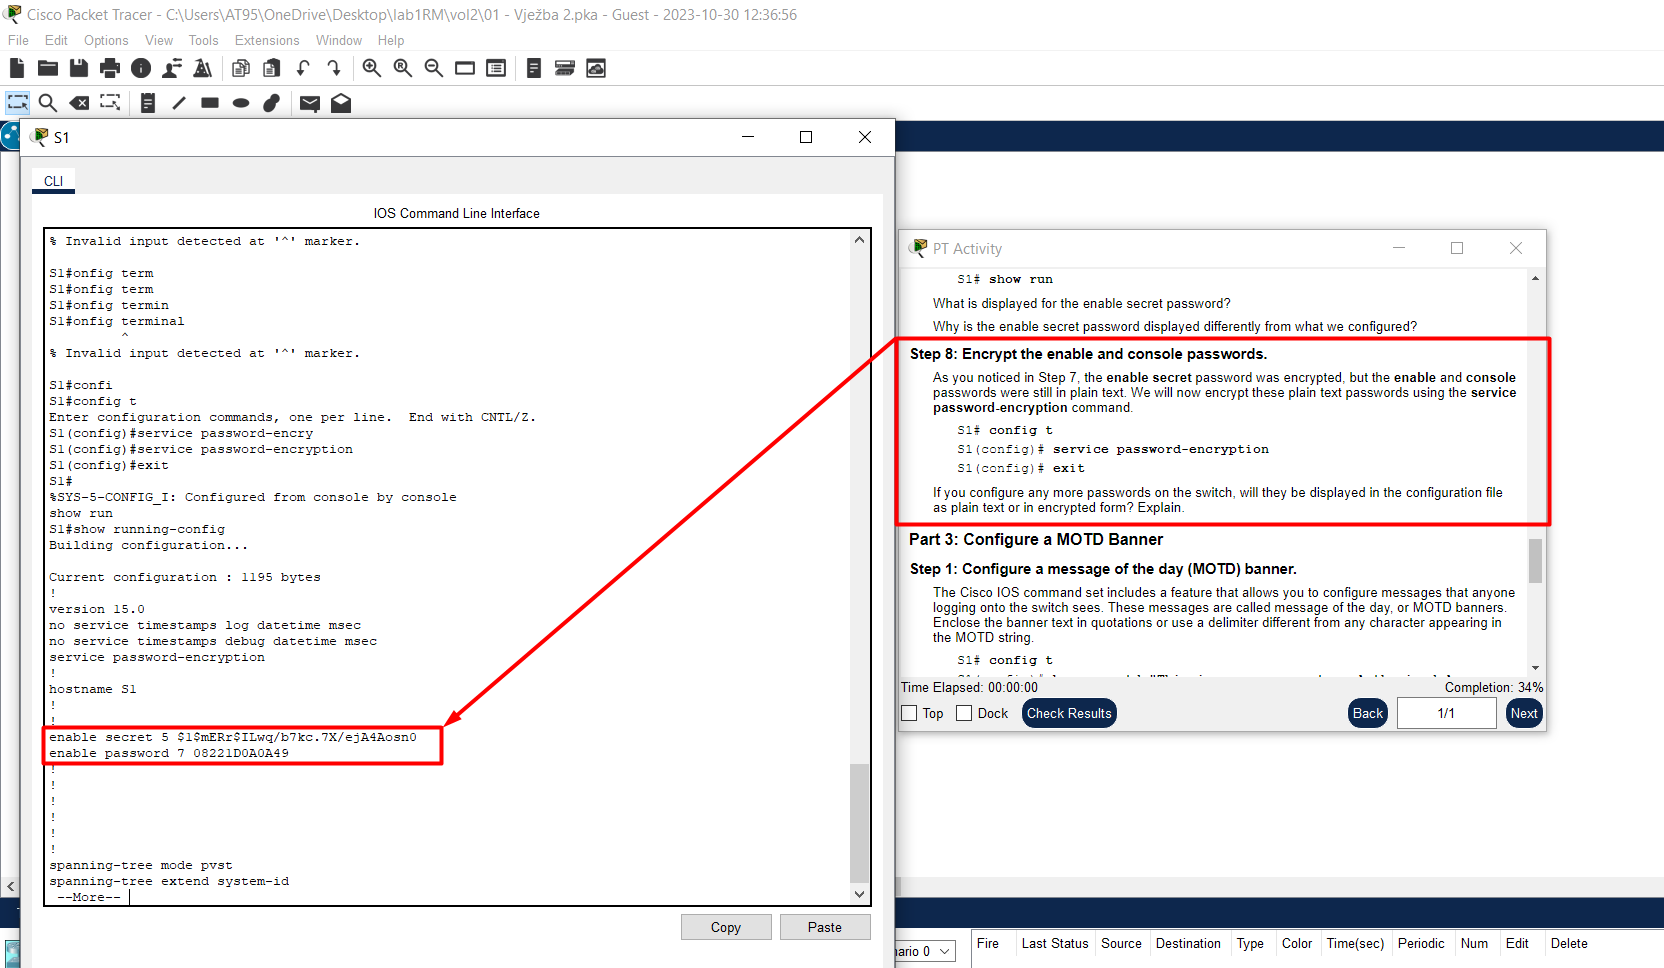 Cisco Packet Tracer - C:\Users\AT95\OneDrive\Desktop\lab1RM\vol2\01 - Vježba 2.pka - Guest - 2023-10-30 12:36:56
File Edit Options View Tools Extensions Window Help
S1
CLI
IOS Command Line Interface
% Invalid input detected at '^' marker.
S1#onfig term
S1#onfig term
S1#onfig termin
S1#onfig terminal
^
% Invalid input detected at '^' marker.
S1#confi
S1#config t
Enter configuration commands, one per line. End with CNTL/Z.
S1(config)#service password-encry
S1(config)#service password-encryption
S1(config)#exit
S1#
%SYS-5-CONFIG_I: Configured from console by console
show run
S1#show running-config
Building configuration...
Current configuration : 1195 bytes
!
version 15.0
no service timestamps log datetime msec
no service timestamps debug datetime msec
service password-encryption
!
hostname S1
!
!
enable secret 5 $1$mERr$ILwq/b7kc.7X/ejA4Aosn0
enable password 7 08221D0A0A49
!
!
!
!
!
!
spanning-tree mode pvst
spanning-tree extend system-id
--More--
Copy Paste
PT Activity
S1# show run
What is displayed for the enable secret password?
Why is the enable secret password displayed differently from what we configured?
Step 8: Encrypt the enable and console passwords.
As you noticed in Step 7, the enable secret password was encrypted, but the enable and console
passwords were still in plain text. We will now encrypt these plain text passwords using the service
password-encryption command.
S1# config t
S1(config)# service password-encryption
S1(config)# exit
If you configure any more passwords on the switch, will they be displayed in the configuration file
as plain text or in encrypted form? Explain.
Part 3: Configure a MOTD Banner
Step 1: Configure a message of the day (MOTD) banner.
The Cisco IOS command set includes a feature that allows you to configure messages that anyone
logging onto the switch sees. These messages are called message of the day, or MOTD banners.
Enclose the banner text in quotations or use a delimiter different from any character appearing in
the MOTD string.
S1# config t
Time Elapsed: 00:00:00 Completion: 34%
Top Dock Check Results Back 1/1 Next
nario 0
Fire Last Status Source Destination Type Color Time(sec) Periodic Num Edit Delete